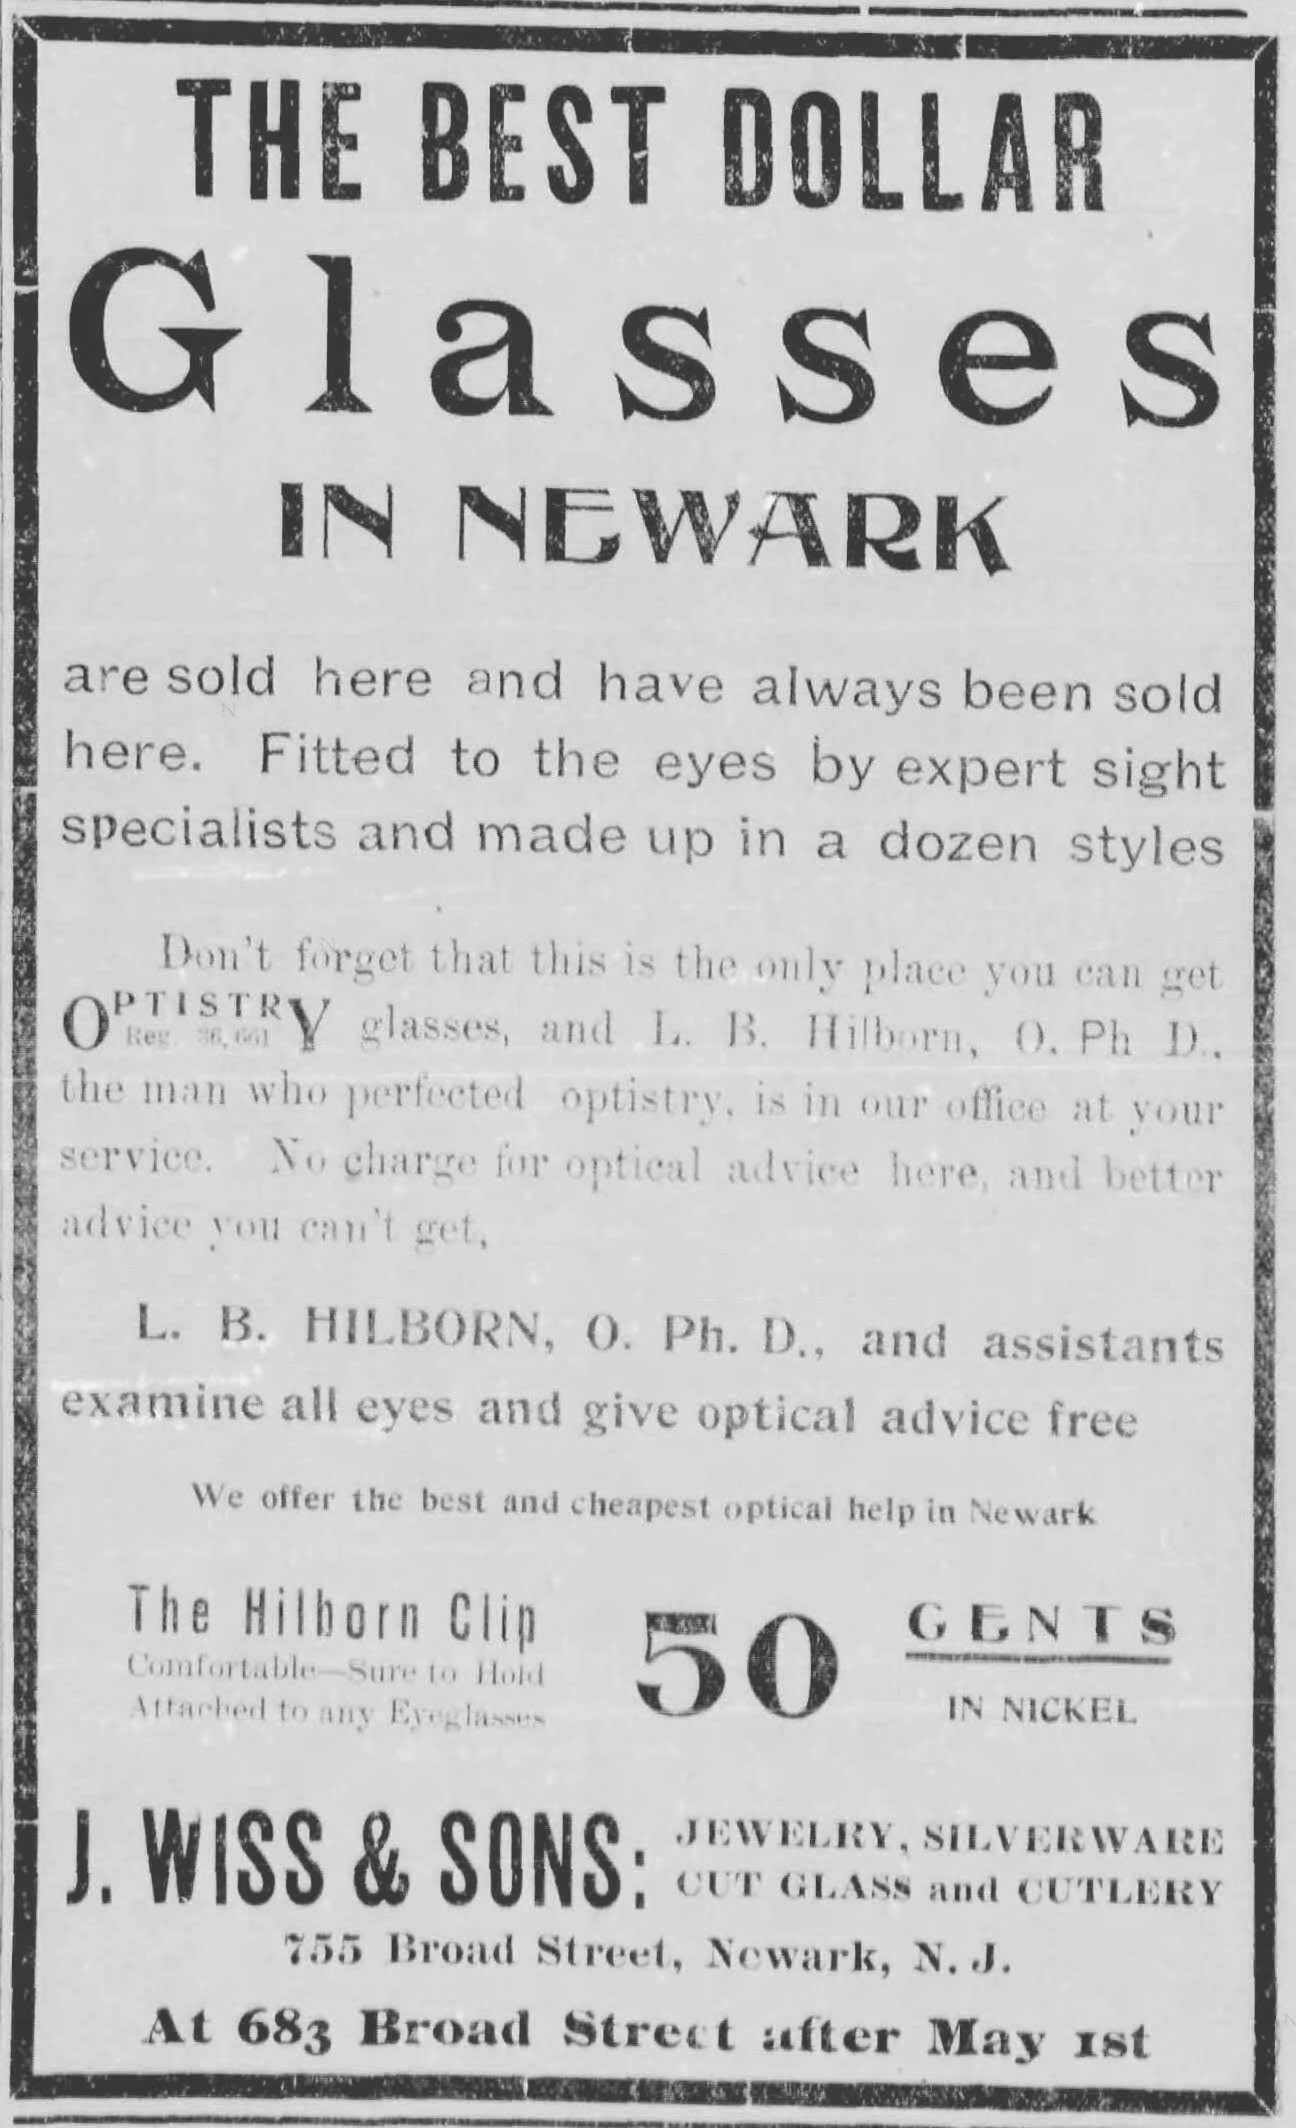 THE BEST DOLLAR
Glasses
IN NEWARK
are sold here and have always been sold
here. Fitted to the eyes by expert sight
specialists and made up in a dozen styles
Don't forget that this is the only place you can get
OPTISTRY glasses, and L. B. Hilborn, O. Ph D.,
Reg. 36,661
the man who perfected optistry, is in our office at your
service. No charge for optical advice here, and better
advice you can't get,
L. B. HILBORN, O. Ph. D., and assistants
examine all eyes and give optical advice free
We offer the best and cheapest optical help in Newark
The Hilborn Clip
Comfortable—Sure to Hold
Attached to any Eyeglasses
50 CENTS
IN NICKEL
J. WISS & SONS; JEWELRY, SILVERWARE
CUT GLASS and CUTLERY
755 Broad Street, Newark, N. J.
At 683 Broad Street after May 1st